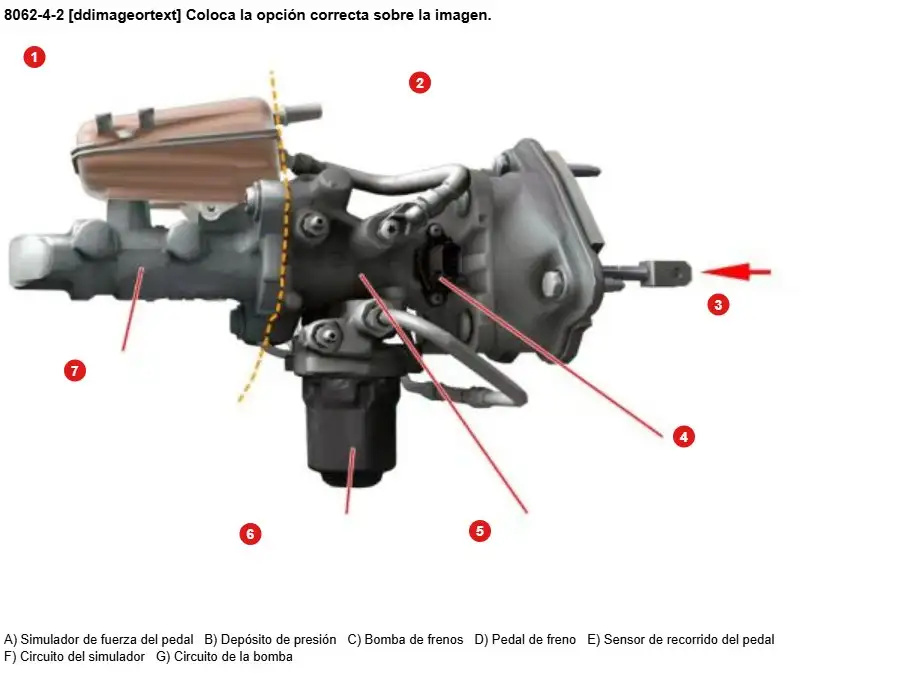 8062-4-2 [ddimageortext] Coloca la opción correcta sobre la imagen.
1
2
3
7
4
6
5
A) Simulador de fuerza del pedal B) Depósito de presión C) Bomba de frenos D) Pedal de freno E) Sensor de recorrido del pedal
F) Circuito del simulador G) Circuito de la bomba